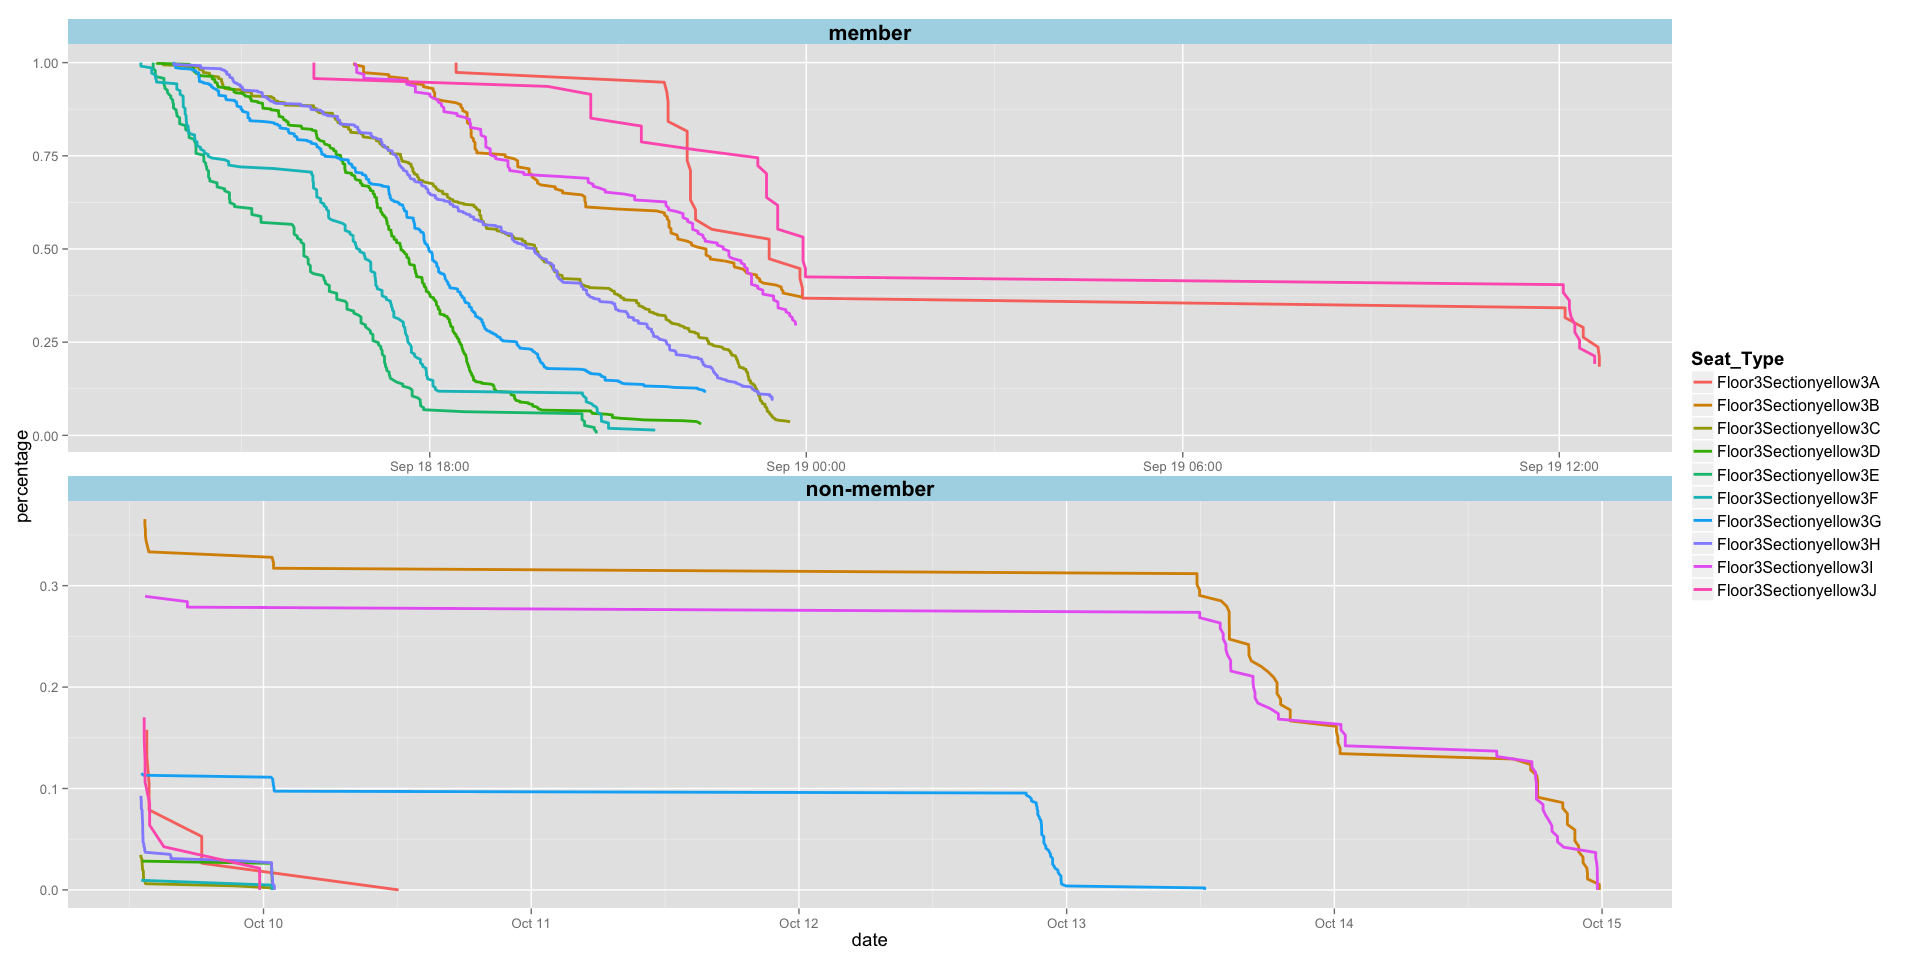 member
1.00
0.75
0.50
0.25
0.00
Sep 18 18:00
Sep 19 00:00
Sep 19 06:00
Sep 19 12:00
percentage
non-member
0.3
0.2
0.1
0.0
Oct 10
Oct 11
Oct 12
Oct 13
Oct 14
Oct 15
date
Seat_Type
Floor3Sectionyellow3A
Floor3Sectionyellow3B
Floor3Sectionyellow3C
Floor3Sectionyellow3D
Floor3Sectionyellow3E
Floor3Sectionyellow3F
Floor3Sectionyellow3G
Floor3Sectionyellow3H
Floor3Sectionyellow3I
Floor3Sectionyellow3J